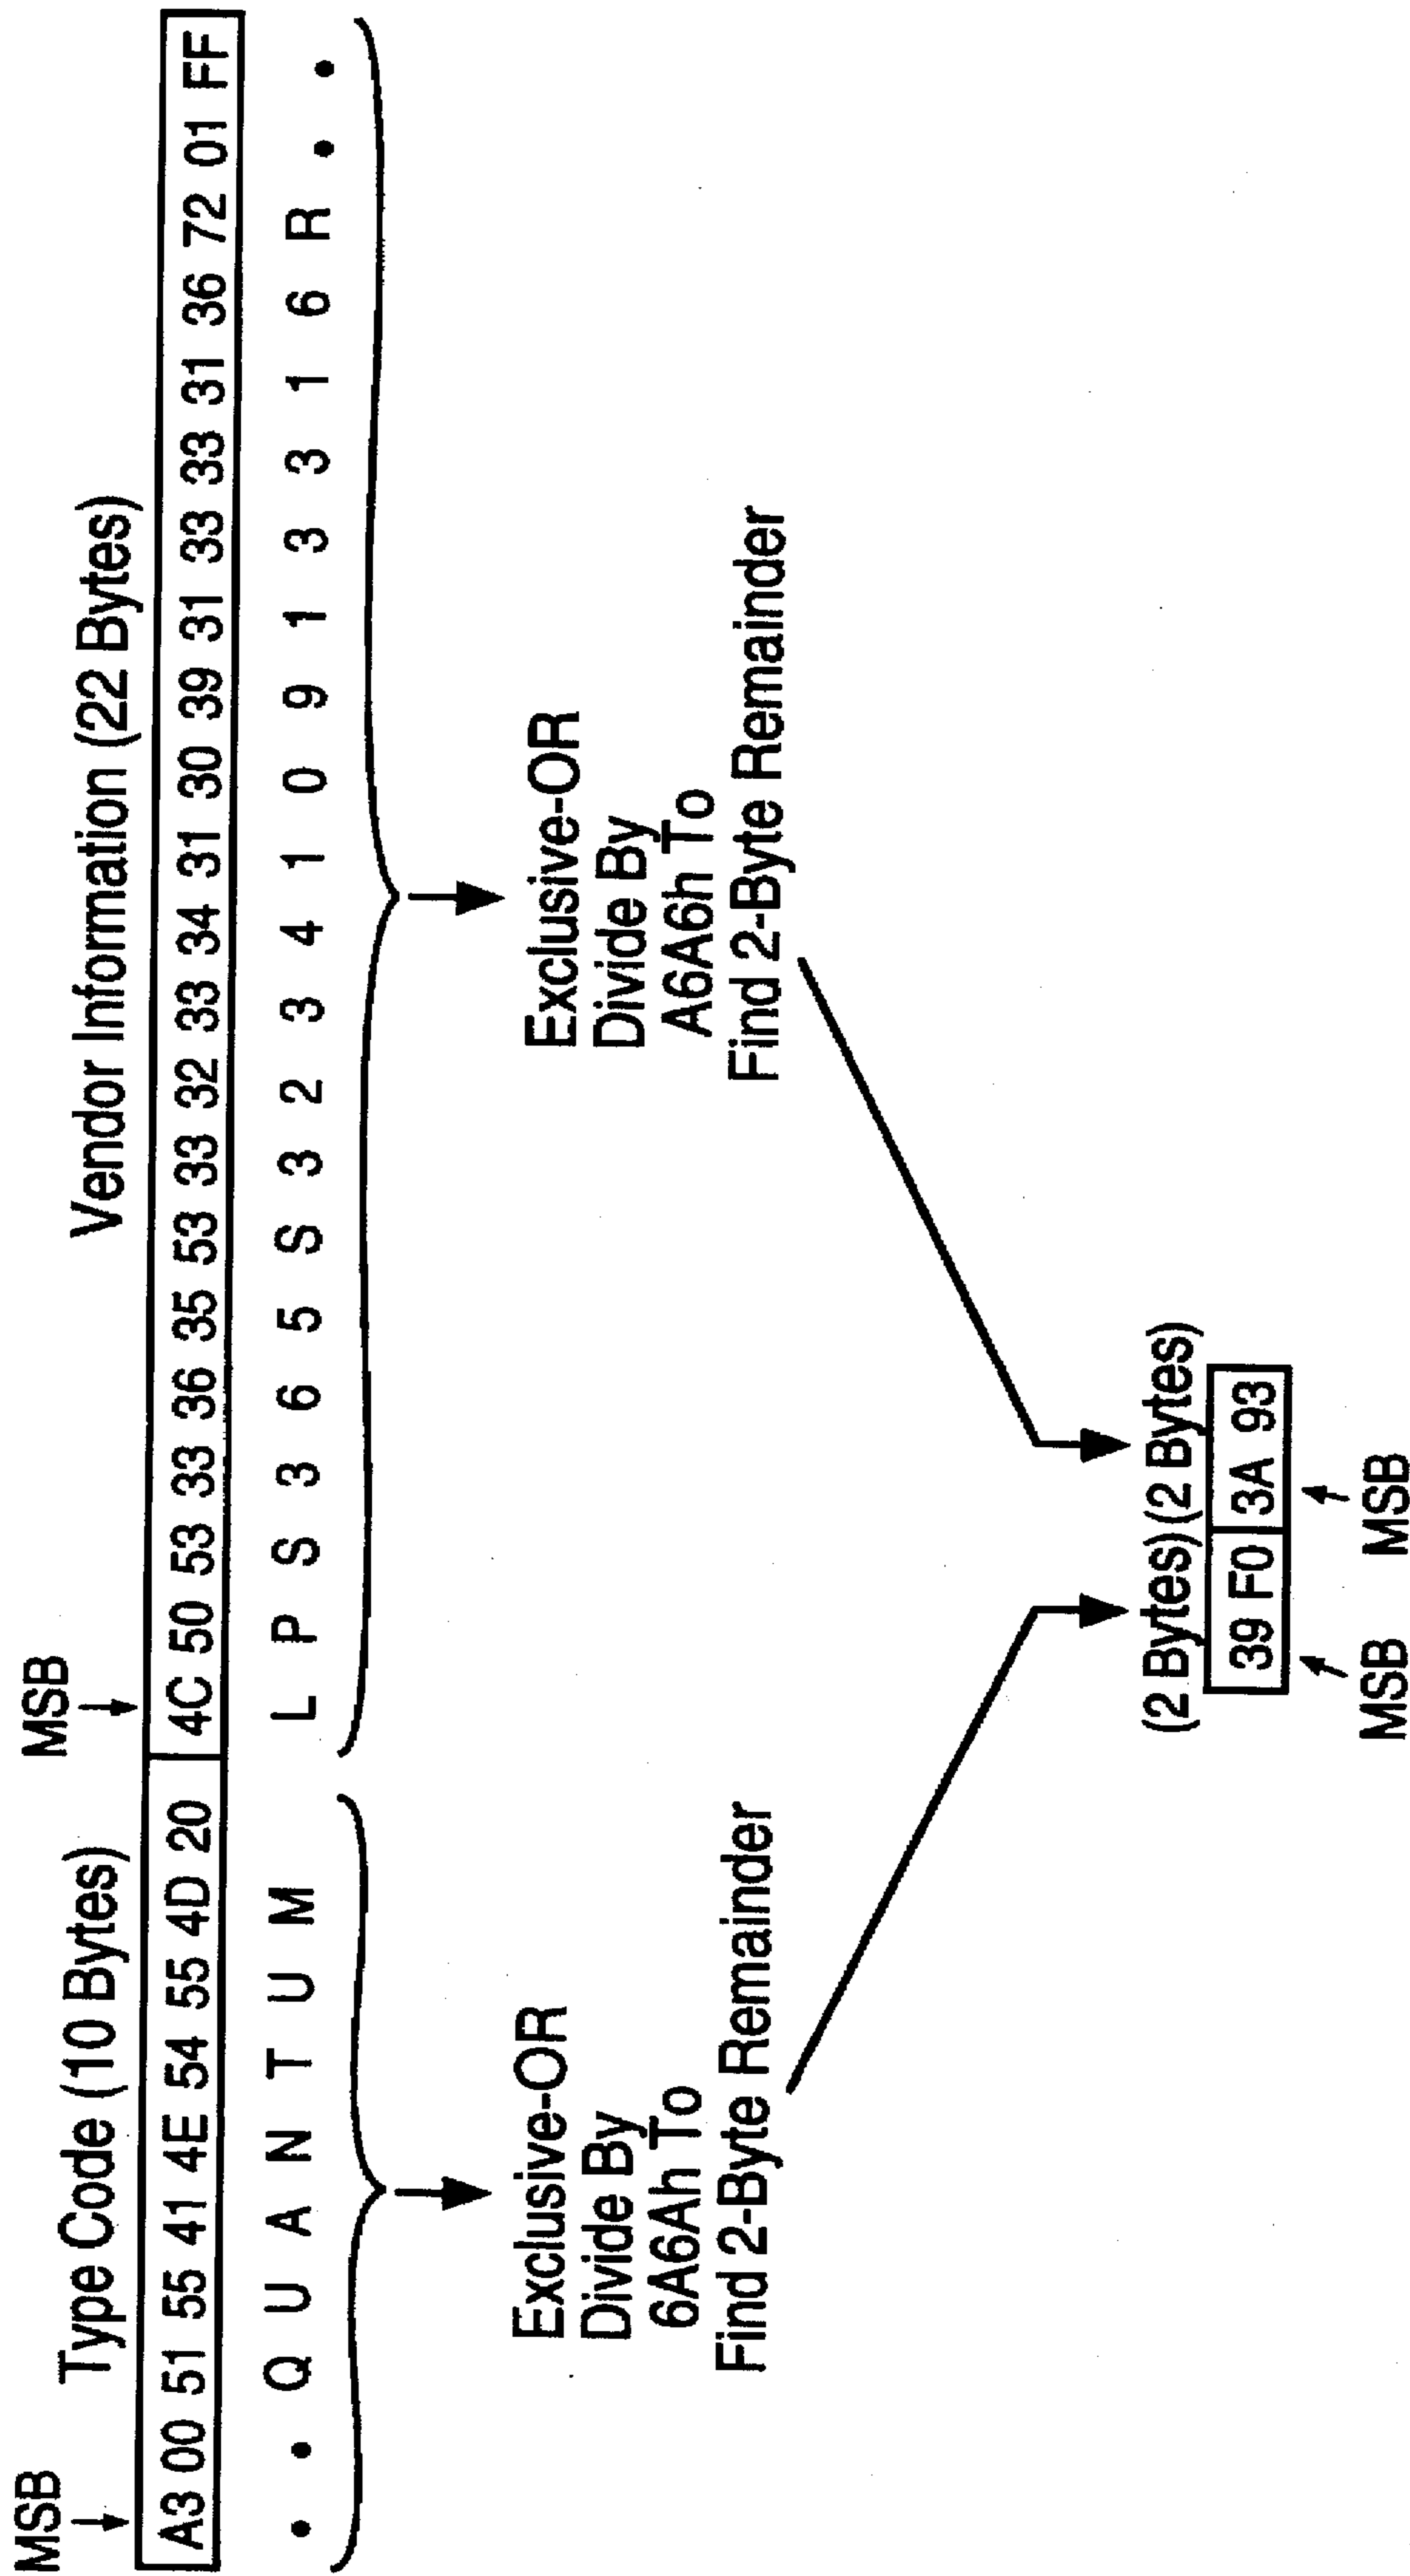 MSB
MSB
Type Code (10 Bytes)
Vendor Information (22 Bytes)
A3 00 51 55 41 4E 54 55 4D 20
4C 50 53 33 36 35 53 33 32 33 34 31 30 39 31 33 33 31 36 72 01 FF
• • Q U A N T U M
L P S 3 6 5 S 3 2 3 4 1 0 9 1 3 3 1 6 R • •
Exclusive-OR
Divide By
6A6Ah To
Find 2-Byte Remainder
Exclusive-OR
Divide By
A6A6h To
Find 2-Byte Remainder
(2 Bytes) (2 Bytes)
39 F0 3A 93
MSB
MSB